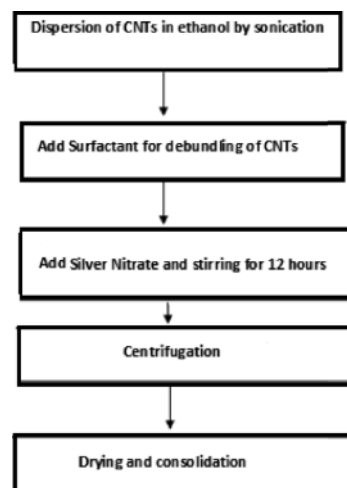 Dispersion of CNTs in ethanol by sonication
Add Surfactant for debundling of CNTs
Add Silver Nitrate and stirring for 12 hours
Centrifugation
Drying and consolidation